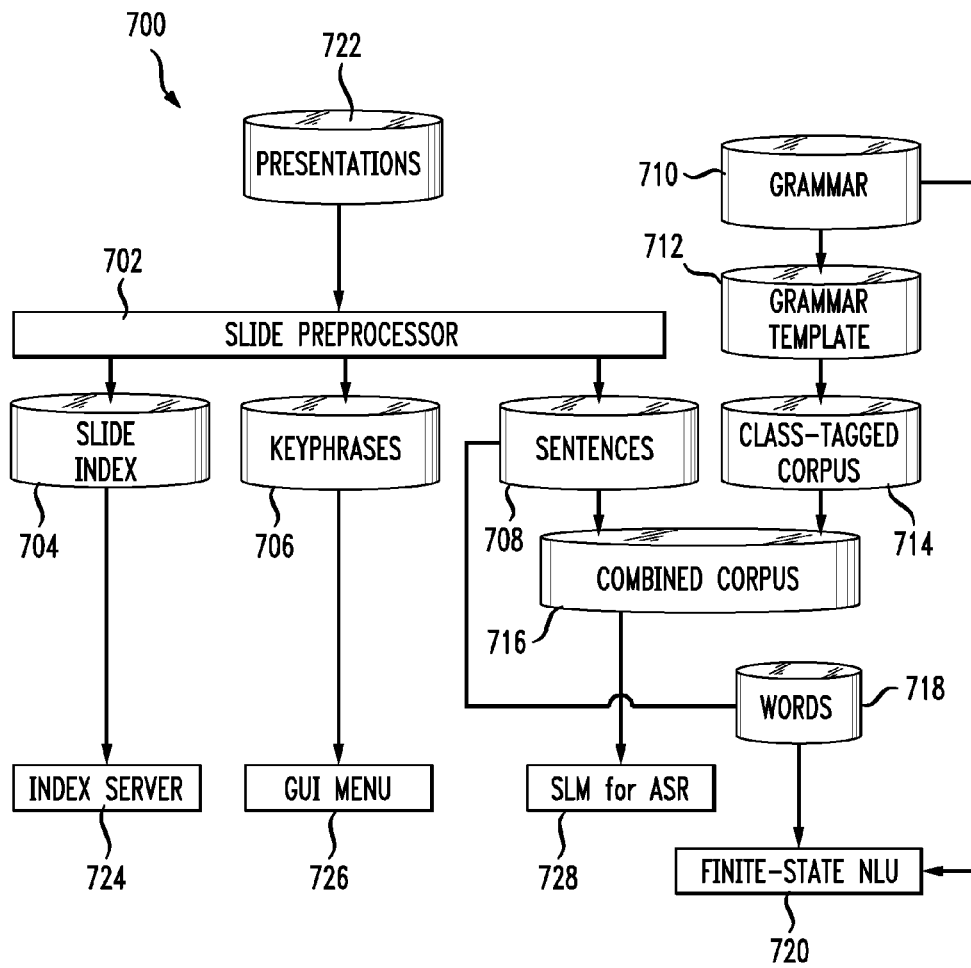 700
722
PRESENTATIONS
710
GRAMMAR
702
712
SLIDE PREPROCESSOR
GRAMMAR
TEMPLATE
SLIDE
INDEX
KEYPHRASES
SENTENCES
CLASS-TAGGED
CORPUS
704
706
708
714
COMBINED CORPUS
716
718
WORDS
INDEX SERVER
GUI MENU
SLM for ASR
724
726
728
FINITE-STATE NLU
720